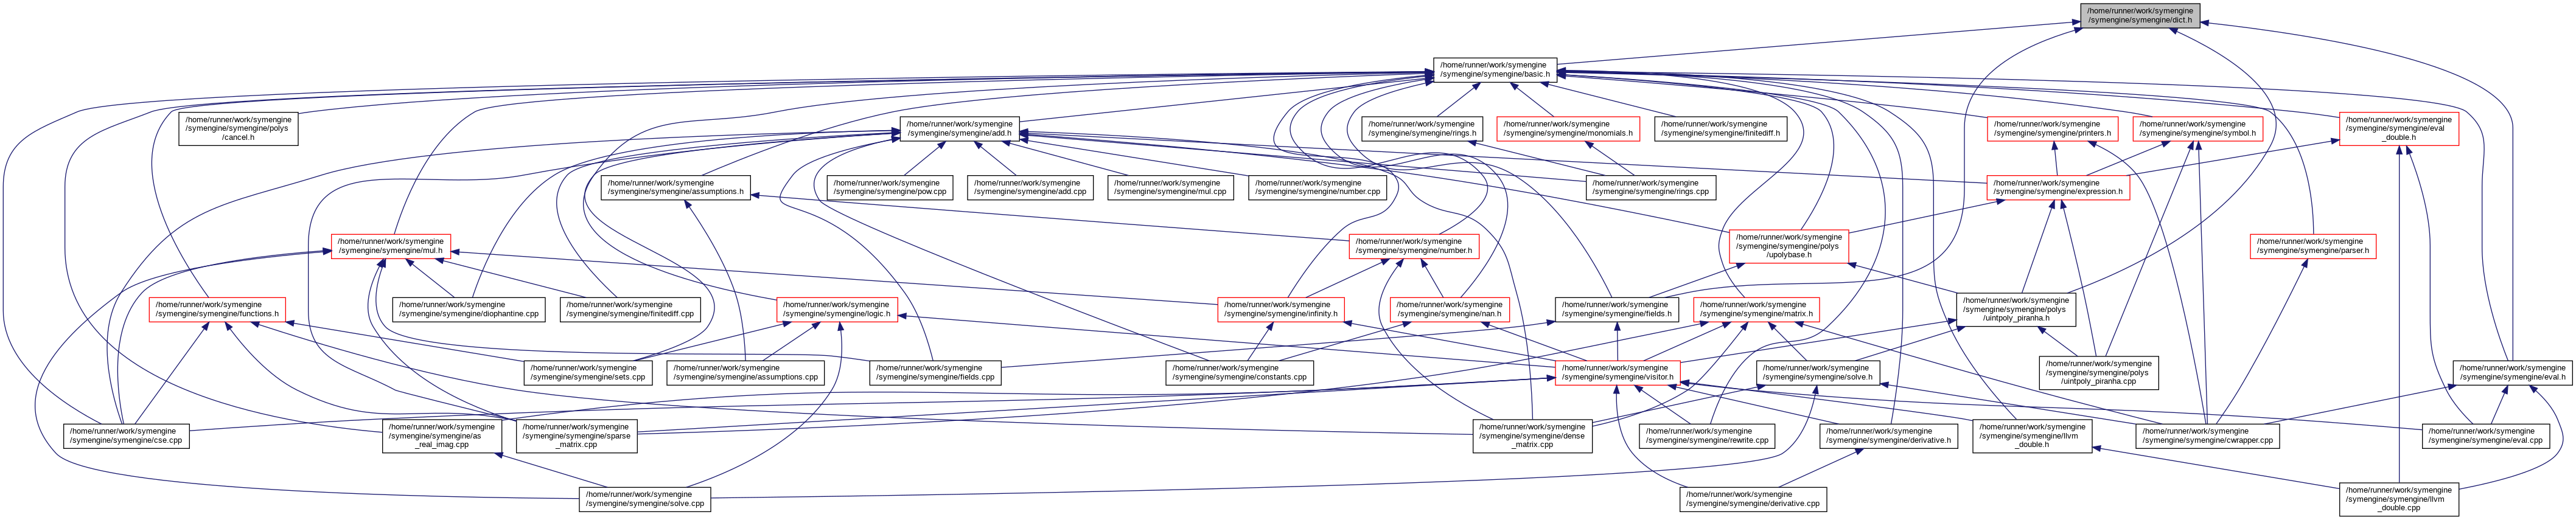 /home/runner/work/symengine
/symengine/symengine/dict.h
/home/runner/work/symengine
/symengine/symengine/basic.h
/home/runner/work/symengine
/symengine/symengine/polys
/cancel.h
/home/runner/work/symengine
/symengine/symengine/add.h
/home/runner/work/symengine
/symengine/symengine/rings.h
/home/runner/work/symengine
/symengine/symengine/monomials.h
/home/runner/work/symengine
/symengine/symengine/finitediff.h
/home/runner/work/symengine
/symengine/symengine/printers.h
/home/runner/work/symengine
/symengine/symengine/symbol.h
/home/runner/work/symengine
/symengine/symengine/eval
_double.h
/home/runner/work/symengine
/symengine/symengine/assumptions.h
/home/runner/work/symengine
/symengine/symengine/pow.cpp
/home/runner/work/symengine
/symengine/symengine/add.cpp
/home/runner/work/symengine
/symengine/symengine/mul.cpp
/home/runner/work/symengine
/symengine/symengine/number.cpp
/home/runner/work/symengine
/symengine/symengine/rings.cpp
/home/runner/work/symengine
/symengine/symengine/expression.h
/home/runner/work/symengine
/symengine/symengine/mul.h
/home/runner/work/symengine
/symengine/symengine/number.h
/home/runner/work/symengine
/symengine/symengine/polys
/upolybase.h
/home/runner/work/symengine
/symengine/symengine/parser.h
/home/runner/work/symengine
/symengine/symengine/functions.h
/home/runner/work/symengine
/symengine/symengine/diophantine.cpp
/home/runner/work/symengine
/symengine/symengine/finitediff.cpp
/home/runner/work/symengine
/symengine/symengine/logic.h
/home/runner/work/symengine
/symengine/symengine/infinity.h
/home/runner/work/symengine
/symengine/symengine/nan.h
/home/runner/work/symengine
/symengine/symengine/fields.h
/home/runner/work/symengine
/symengine/symengine/matrix.h
/home/runner/work/symengine
/symengine/symengine/polys
/uintpoly_piranha.h
/home/runner/work/symengine
/symengine/symengine/sets.cpp
/home/runner/work/symengine
/symengine/symengine/assumptions.cpp
/home/runner/work/symengine
/symengine/symengine/fields.cpp
/home/runner/work/symengine
/symengine/symengine/constants.cpp
/home/runner/work/symengine
/symengine/symengine/visitor.h
/home/runner/work/symengine
/symengine/symengine/solve.h
/home/runner/work/symengine
/symengine/symengine/polys
/uintpoly_piranha.cpp
/home/runner/work/symengine
/symengine/symengine/eval.h
/home/runner/work/symengine
/symengine/symengine/cse.cpp
/home/runner/work/symengine
/symengine/symengine/as
_real_imag.cpp
/home/runner/work/symengine
/symengine/symengine/sparse
_matrix.cpp
/home/runner/work/symengine
/symengine/symengine/dense
_matrix.cpp
/home/runner/work/symengine
/symengine/symengine/rewrite.cpp
/home/runner/work/symengine
/symengine/symengine/derivative.h
/home/runner/work/symengine
/symengine/symengine/llvm
_double.h
/home/runner/work/symengine
/symengine/symengine/cwrapper.cpp
/home/runner/work/symengine
/symengine/symengine/eval.cpp
/home/runner/work/symengine
/symengine/symengine/solve.cpp
/home/runner/work/symengine
/symengine/symengine/derivative.cpp
/home/runner/work/symengine
/symengine/symengine/llvm
_double.cpp